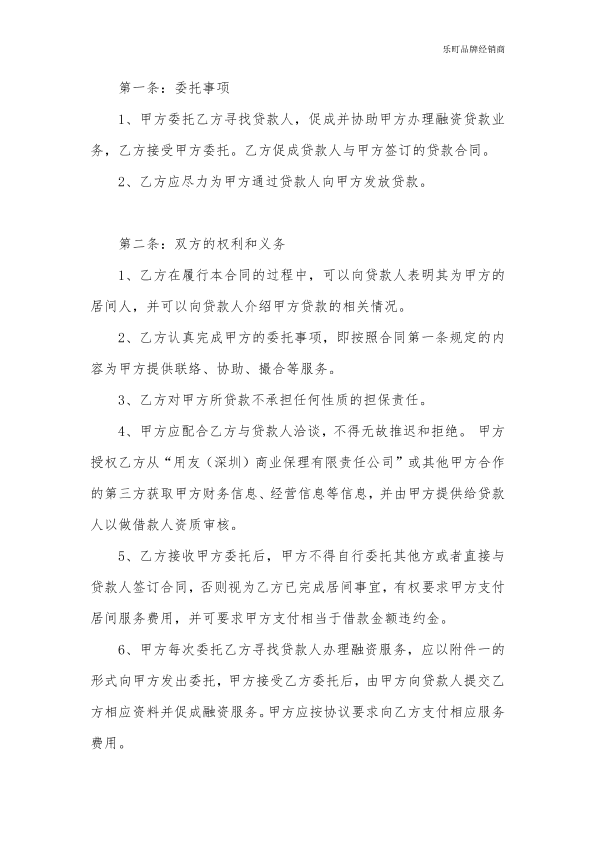 乐町品牌经销商
第一条：委托事项
1、甲方委托乙方寻找贷款人，促成并协助甲方办理融资贷款业
务，乙方接受甲方委托。乙方促成贷款人与甲方签订的贷款合同。
2、乙方应尽力为甲方通过贷款人向甲方发放贷款。
第二条：双方的权利和义务
1、乙方在履行本合同的过程中，可以向贷款人表明其为甲方的
居间人，并可以向贷款人介绍甲方贷款的相关情况。
2、乙方认真完成甲方的委托事项，即按照合同第一条规定的内
容为甲方提供联络、协助、撮合等服务。
3、乙方对甲方所贷款不承担任何性质的担保责任。
4、甲方应配合乙方与贷款人洽谈，不得无故推迟和拒绝。 甲方
授权乙方从“用友（深圳）商业保理有限责任公司”或其他甲方合作
的第三方获取甲方财务信息、经营信息等信息，并由甲方提供给贷款
人以做借款人资质审核。
5、乙方接收甲方委托后，甲方不得自行委托其他方或者直接与
贷款人签订合同，否则视为乙方已完成居间事宜，有权要求甲方支付
居间服务费用，并可要求甲方支付相当于借款金额违约金。
6、甲方每次委托乙方寻找贷款人办理融资服务，应以附件一的
形式向甲方发出委托，甲方接受乙方委托后，由甲方向贷款人提交乙
方相应资料并促成融资服务。甲方应按协议要求向乙方支付相应服务
费用。